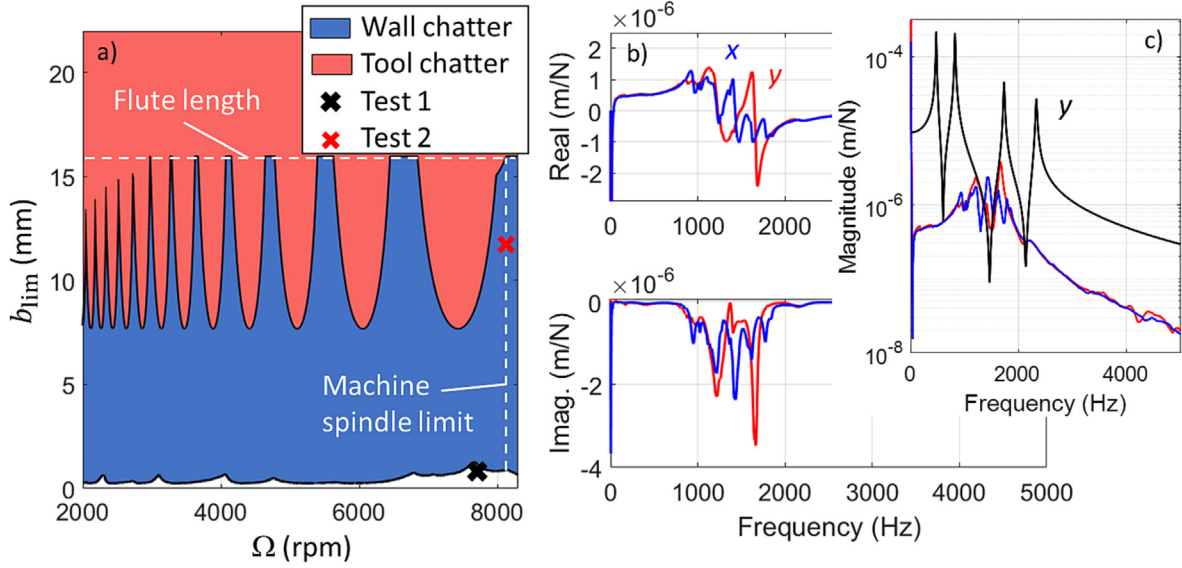 a)
Wall chatter
Tool chatter
Test 1
Test 2
Flute length
Machine
spindle limit
b_lim (mm)
20
15
10
5
0
2000
4000
6000
8000
Ω (rpm)
×10⁻⁶
b)
x
y
Real (m/N)
2
1
0
-1
-2
0
1000
2000
×10⁻⁶
Imag. (m/N)
0
-2
-4
0
1000
2000
3000
4000
5000
Frequency (Hz)
c)
y
Magnitude (m/N)
10⁻⁴
10⁻⁶
10⁻⁸
0
2000
4000
Frequency (Hz)